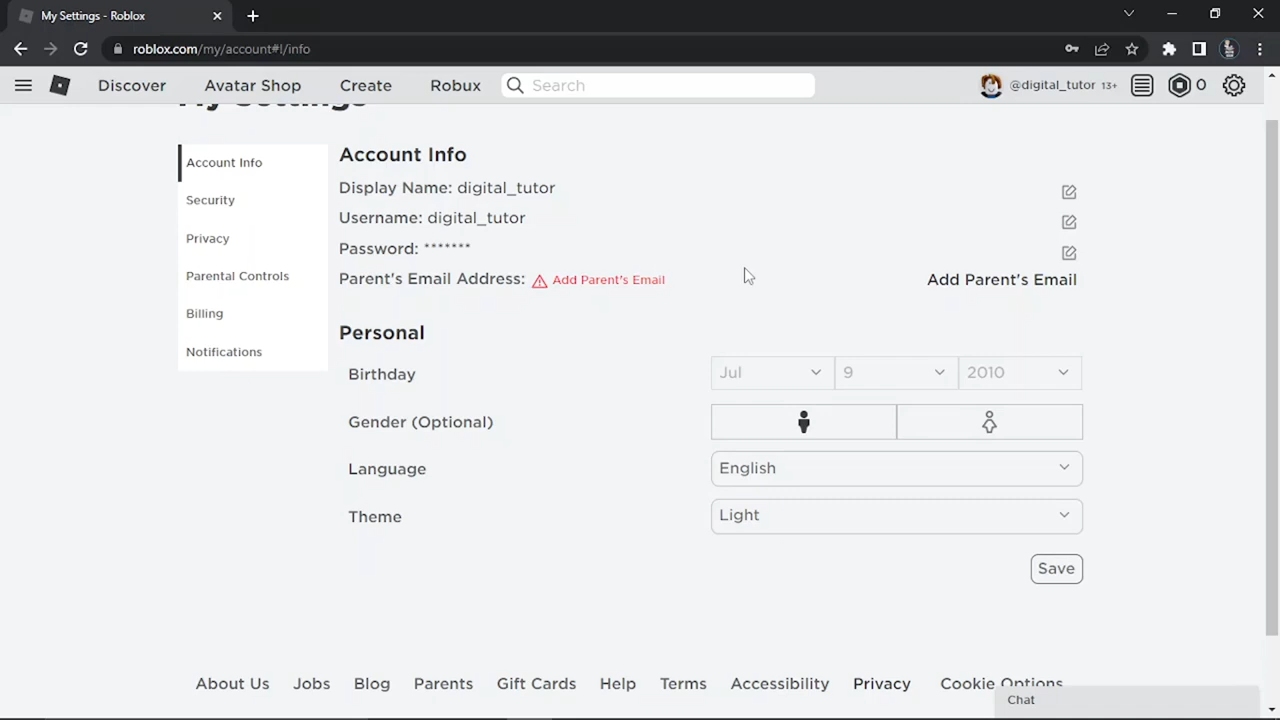 My Settings - Roblox
roblox.com/my/account#!/info
Discover
Avatar Shop
Create
Robux
Search
@digital_tutor 13+
0
My Settings
Account Info
Security
Privacy
Parental Controls
Billing
Notifications
Account Info
Display Name: digital_tutor
Username: digital_tutor
Password: *******
Parent's Email Address: Add Parent's Email
Add Parent's Email
Personal
Birthday
Jul
9
2010
Gender (Optional)
Language
English
Theme
Light
Save
About Us
Jobs
Blog
Parents
Gift Cards
Help
Terms
Accessibility
Privacy
Cookie Options
Chat